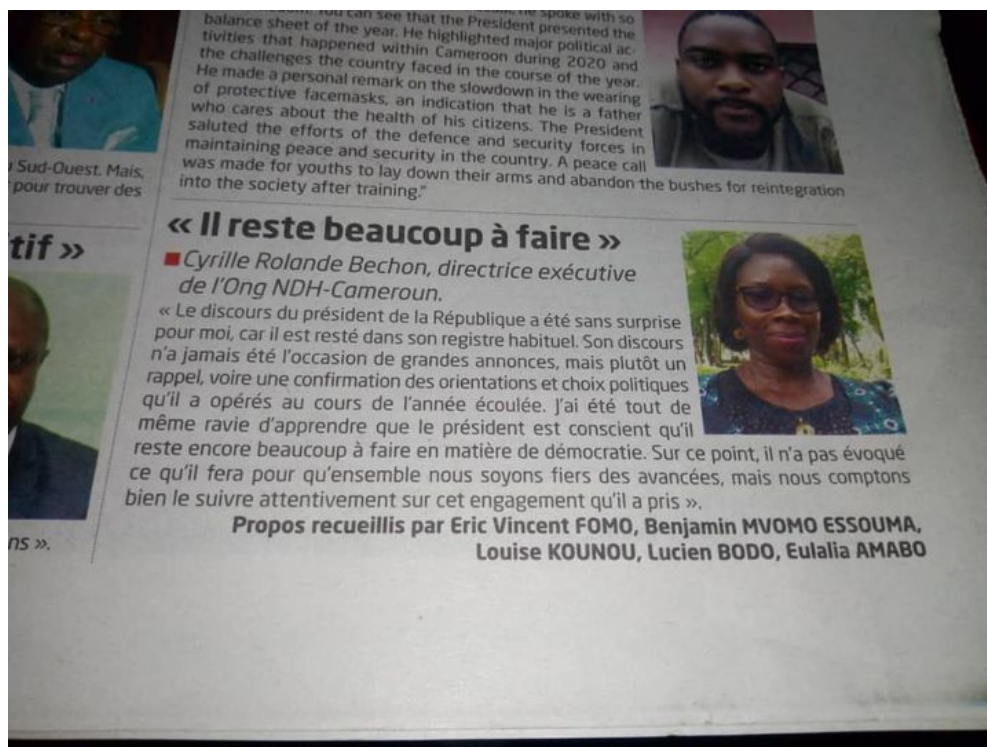 he spoke with so
You can see that the President presented the
balance sheet of the year. He highlighted major political ac-
tivities that happened within Cameroon during 2020 and
the challenges the country faced in the course of the year.
He made a personal remark on the slowdown in the wearing
of protective facemasks, an indication that he is a father
who cares about the health of his citizens. The President
saluted the efforts of the defence and security forces in
maintaining peace and security in the country. A peace call
was made for youths to lay down their arms and abandon the bushes for reintegration
into the society after training."
Sud-Ouest. Mais,
pour trouver des
tif »
ns ».
« Il reste beaucoup à faire »
Cyrille Rolande Bechon, directrice exécutive
de l'Ong NDH-Cameroun.
« Le discours du président de la République a été sans surprise
pour moi, car il est resté dans son registre habituel. Son discours
n'a jamais été l'occasion de grandes annonces, mais plutôt un
rappel, voire une confirmation des orientations et choix politiques
qu'il a opérés au cours de l'année écoulée. J'ai été tout de
même ravie d'apprendre que le président est conscient qu'il
reste encore beaucoup à faire en matière de démocratie. Sur ce point, il n'a pas évoqué
ce qu'il fera pour qu'ensemble nous soyons fiers des avancées, mais nous comptons
bien le suivre attentivement sur cet engagement qu'il a pris ».
Propos recueillis par Eric Vincent FOMO, Benjamin MVOMO ESSOUMA,
Louise KOUNOU, Lucien BODO, Eulalia AMABO